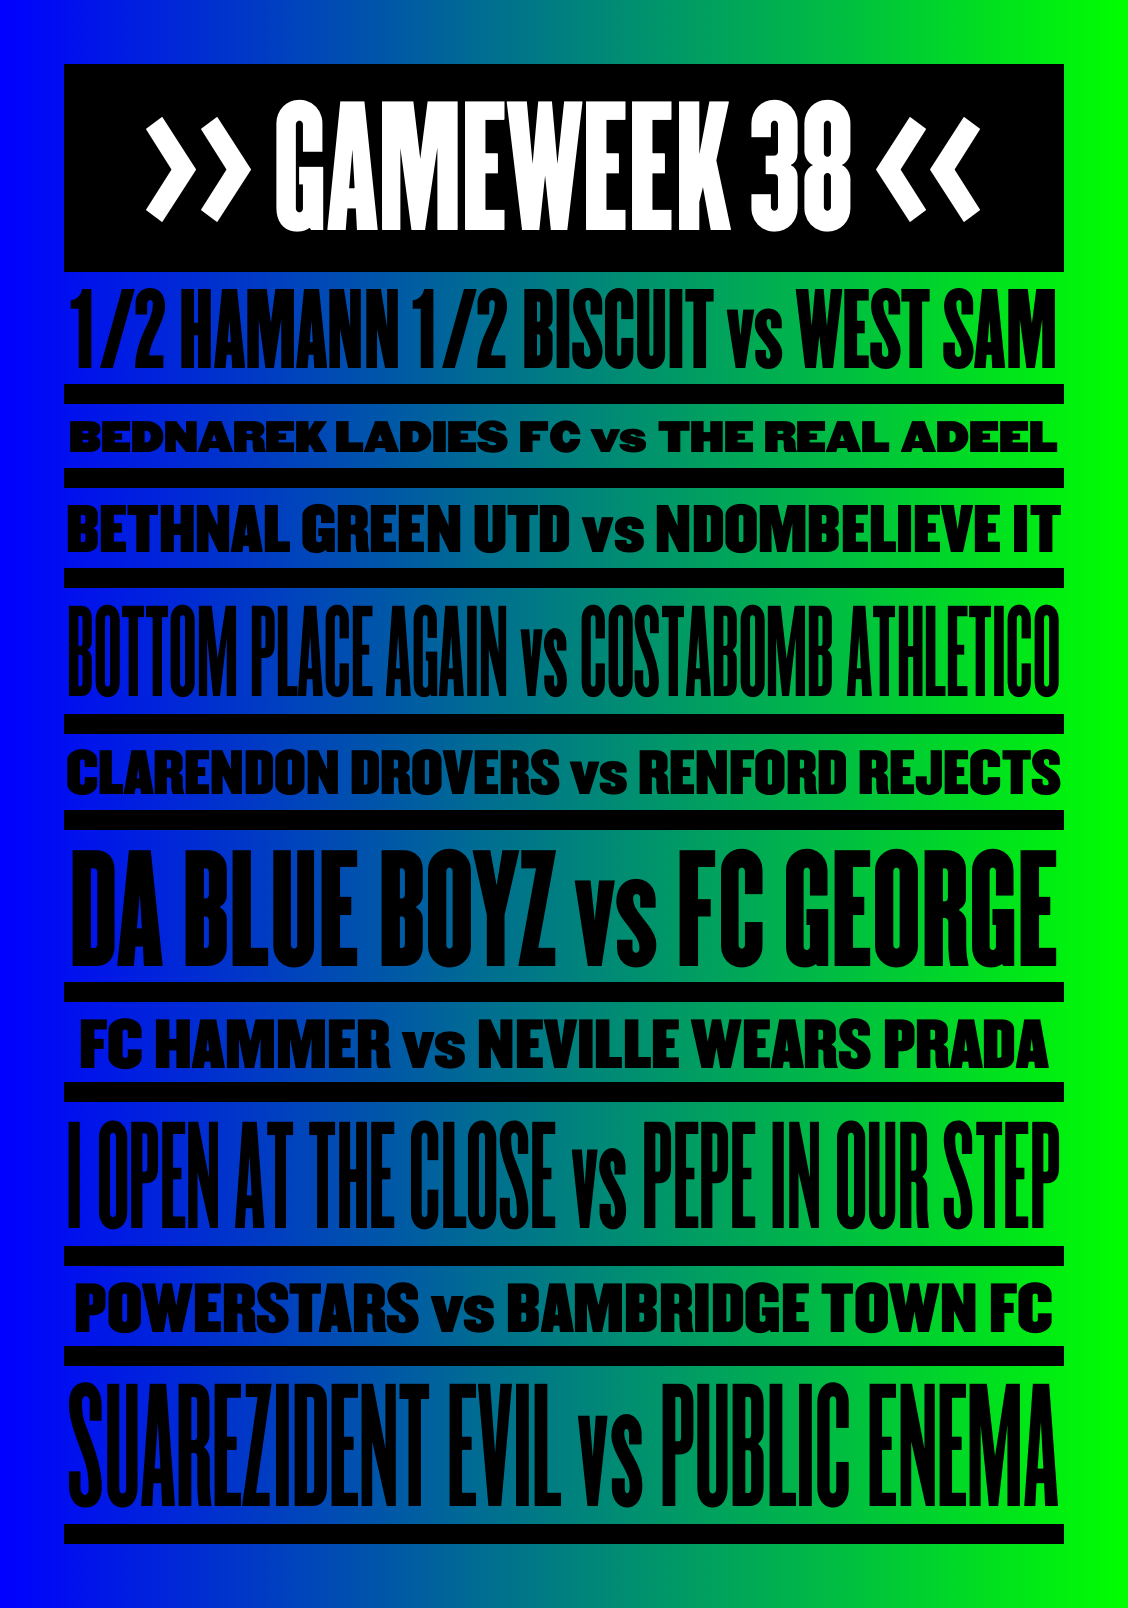 >> GAMEWEEK 38 <<
1/2 HAMANN 1/2 BISCUIT vs WEST SAM
BEDNAREK LADIES FC vs THE REAL ADEEL
BETHNAL GREEN UTD vs NDOMBELIEVE IT
BOTTOM PLACE AGAIN vs COSTABOMB ATHLETICO
CLARENDON DROVERS vs RENFORD REJECTS
DA BLUE BOYZ vs FC GEORGE
FC HAMMER vs NEVILLE WEARS PRADA
I OPEN AT THE CLOSE vs PEPE IN OUR STEP
POWERSTARS vs BAMBRIDGE TOWN FC
SUAREZIDENT EVIL vs PUBLIC ENEMA